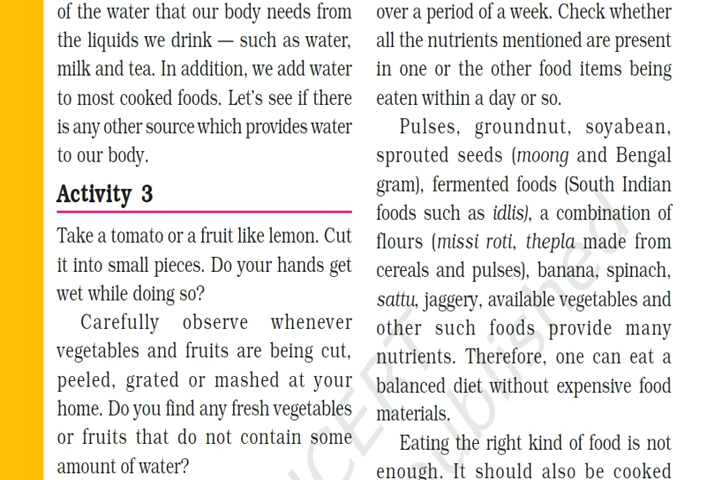 of the water that our body needs from
the liquids we drink — such as water,
milk and tea. In addition, we add water
to most cooked foods. Let's see if there
is any other source which provides water
to our body.
Activity 3
Take a tomato or a fruit like lemon. Cut
it into small pieces. Do your hands get
wet while doing so?
Carefully observe whenever
vegetables and fruits are being cut,
peeled, grated or mashed at your
home. Do you find any fresh vegetables
or fruits that do not contain some
amount of water?
over a period of a week. Check whether
all the nutrients mentioned are present
in one or the other food items being
eaten within a day or so.
Pulses, groundnut, soyabean,
sprouted seeds (moong and Bengal
gram), fermented foods (South Indian
foods such as idlis), a combination of
flours (missi roti, thepla made from
cereals and pulses), banana, spinach,
sattu, jaggery, available vegetables and
other such foods provide many
nutrients. Therefore, one can eat a
balanced diet without expensive food
materials.
Eating the right kind of food is not
enough. It should also be cooked